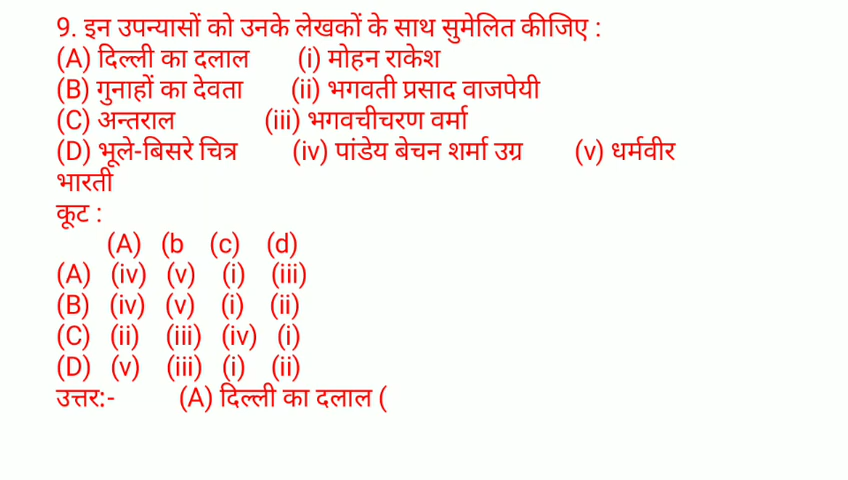 9. इन उपन्यासों को उनके लेखकों के साथ सुमेलित कीजिए :
(A) दिल्ली का दलाल (i) मोहन राकेश
(B) गुनाहों का देवता (ii) भगवती प्रसाद वाजपेयी
(C) अन्तराल (iii) भगवचीचरण वर्मा
(D) भूले-बिसरे चित्र (iv) पांडेय बेचन शर्मा उग्र (v) धर्मवीर
भारती
कूट :
(A) (b (c) (d)
(A) (iv) (v) (i) (iii)
(B) (iv) (v) (i) (ii)
(C) (ii) (iii) (iv) (i)
(D) (v) (iii) (i) (ii)
उत्तर:- (A) दिल्ली का दलाल (